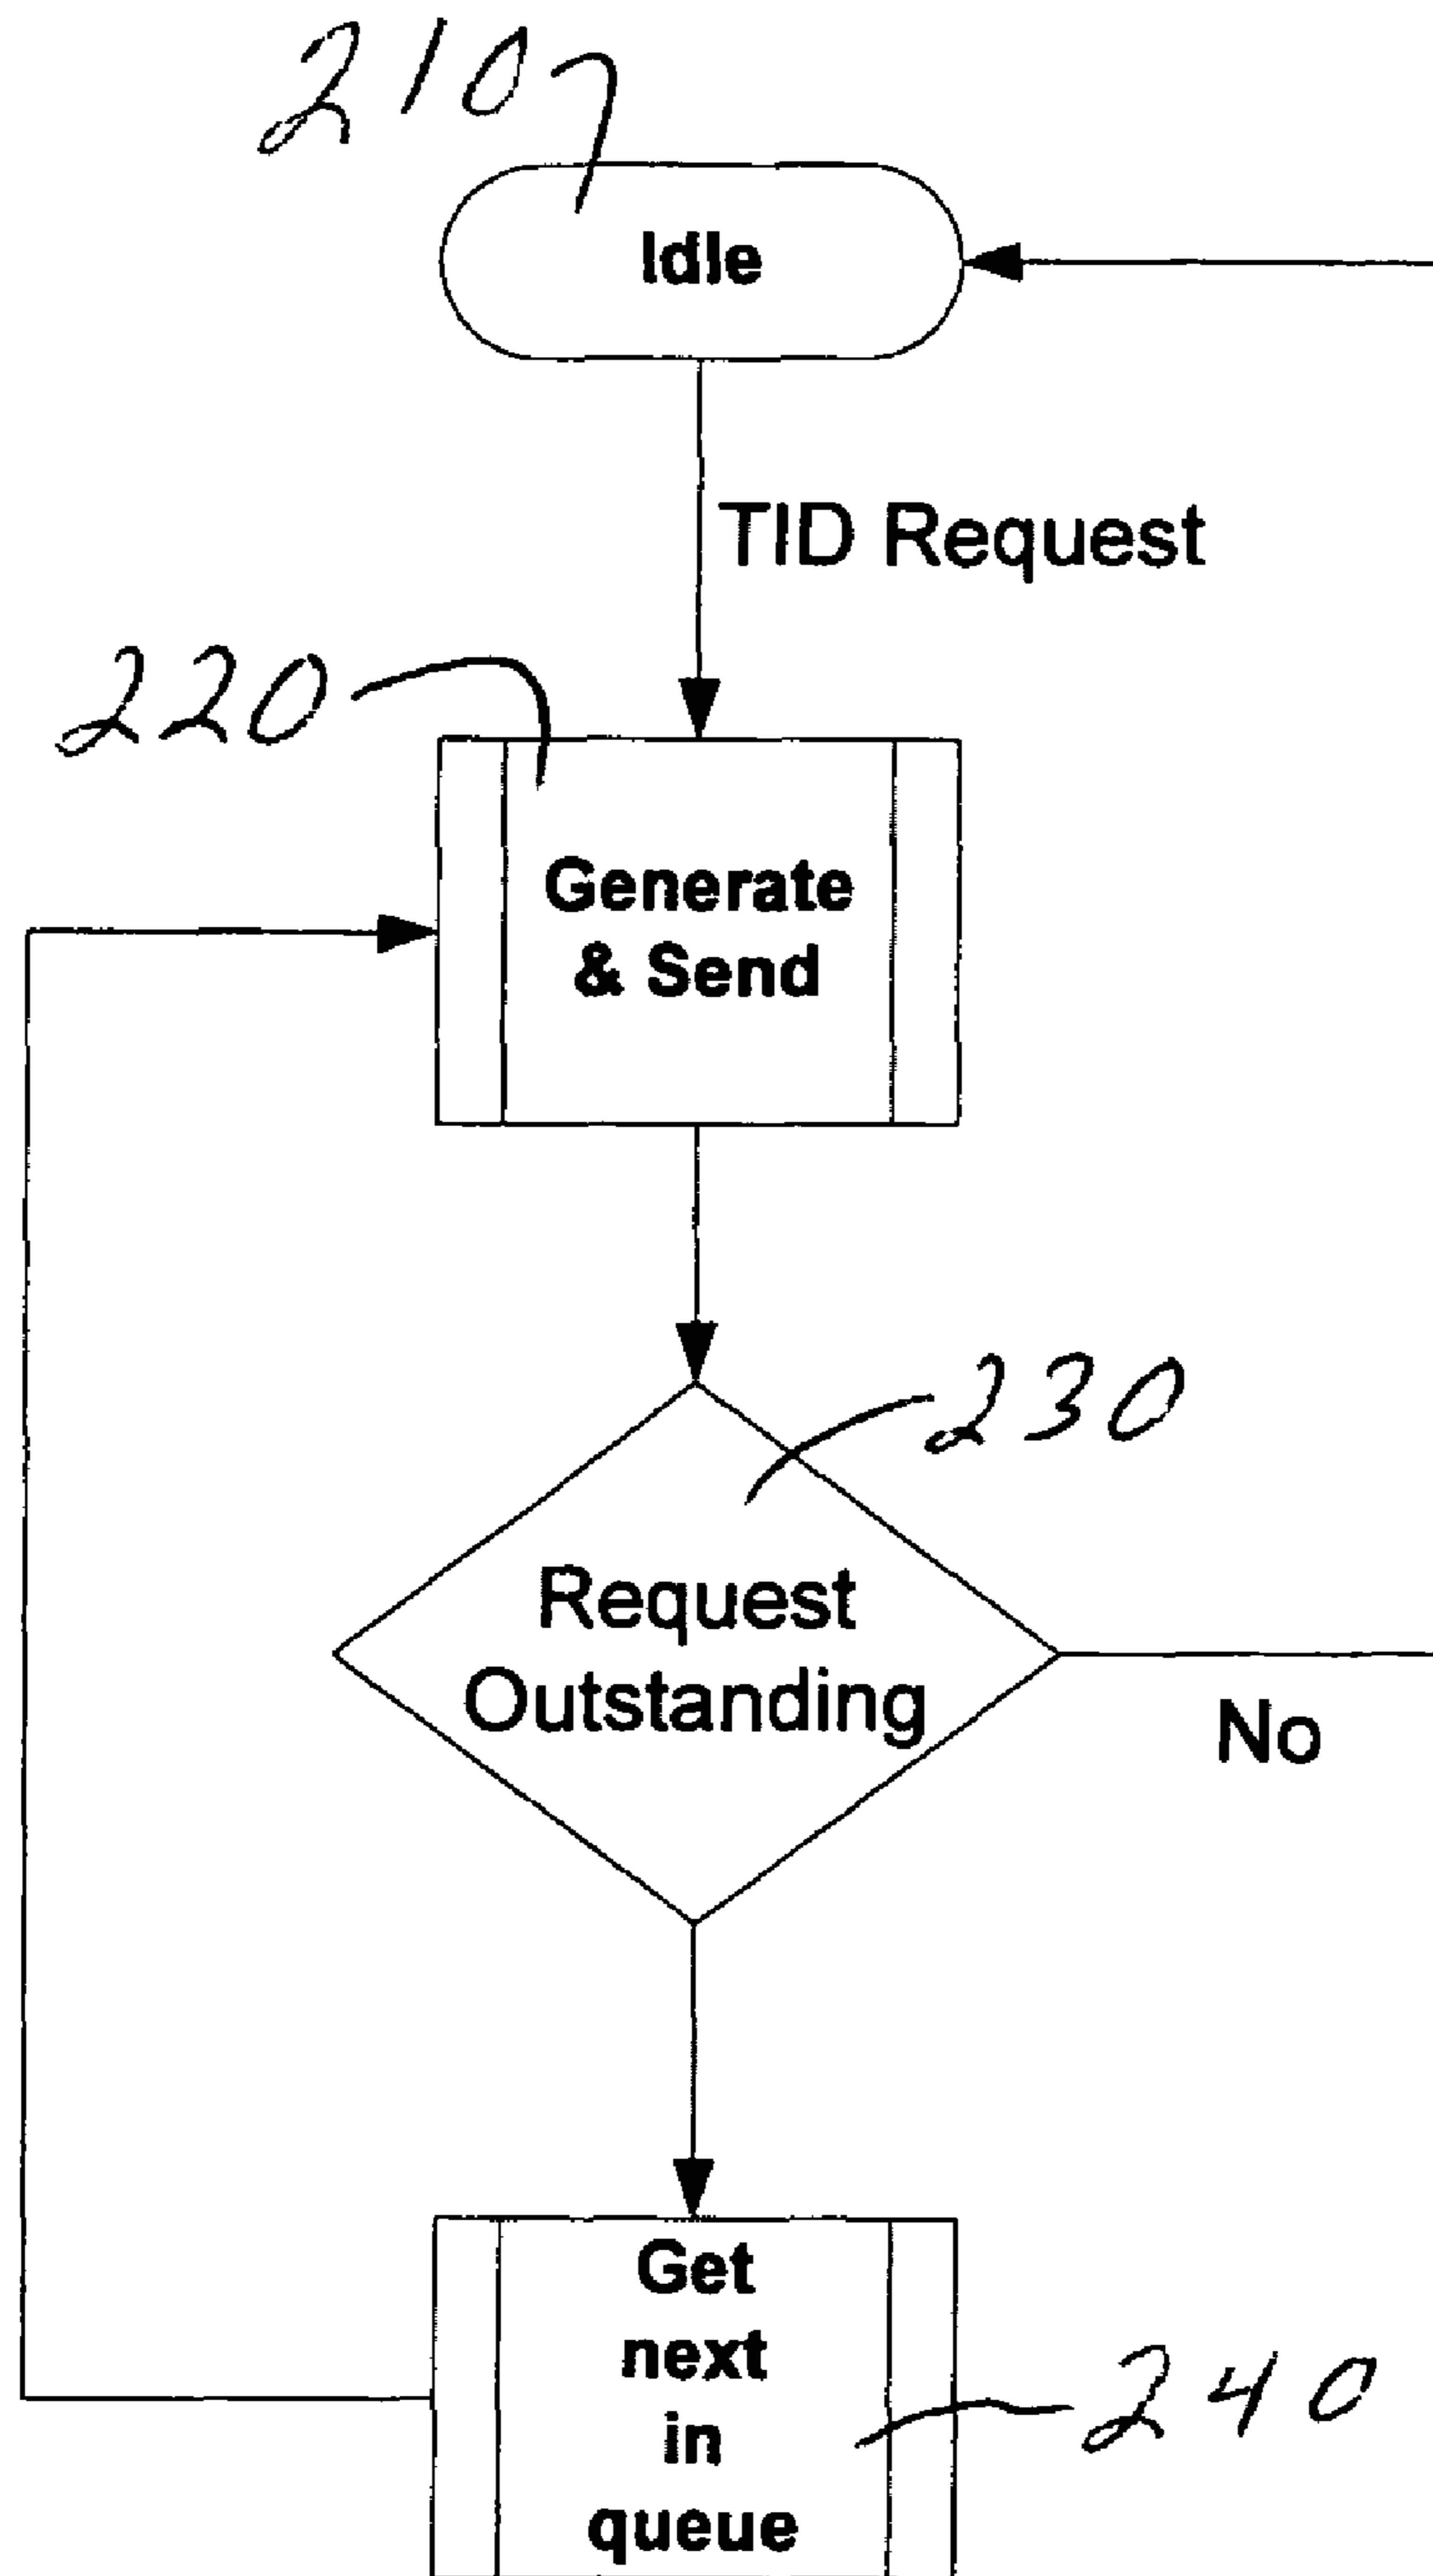 210
Idle
TID Request
220
Generate
& Send
230
Request
Outstanding
No
Get
next
in
queue
240